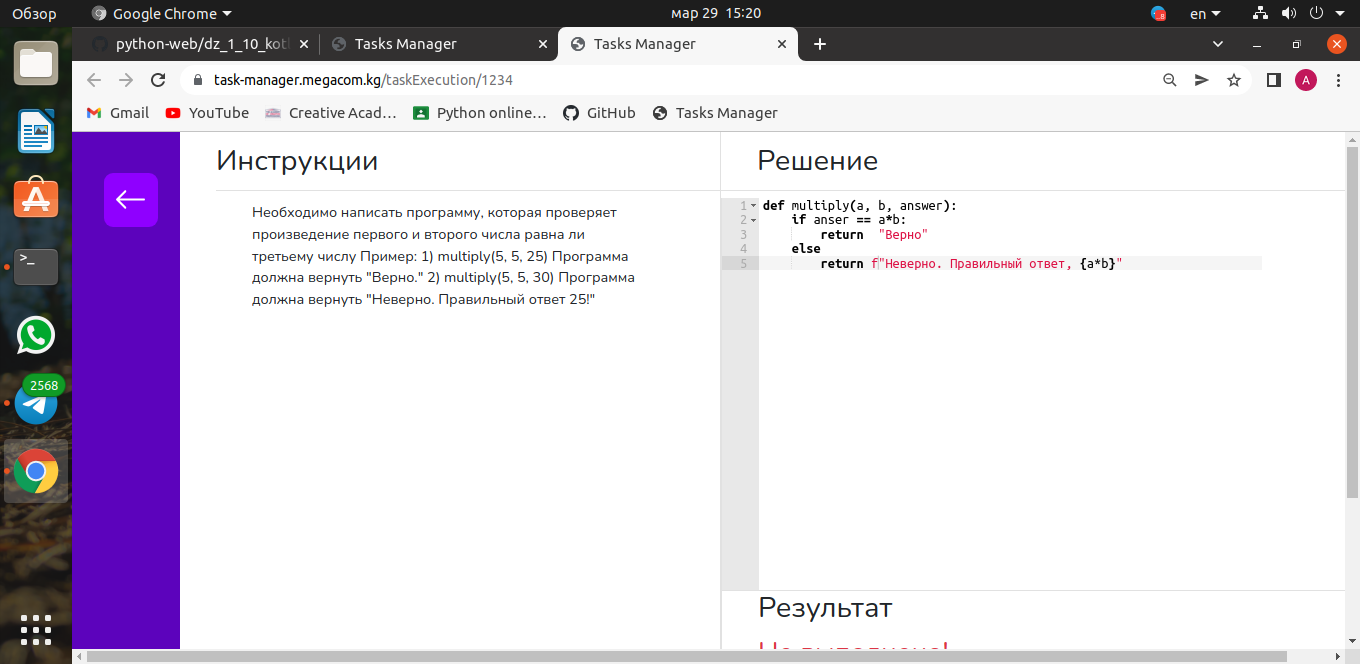 Обзор
Google Chrome
мар 29 15:20
en
python-web/dz_1_10_kotl
Tasks Manager
Tasks Manager
task-manager.megacom.kg/taskExecution/1234
A
Gmail
YouTube
Creative Acad...
Python online...
GitHub
Tasks Manager
2568
>_
Инструкции
Необходимо написать программу, которая проверяет
произведение первого и второго числа равна ли
третьему числу Пример: 1) multiply(5, 5, 25) Программа
должна вернуть "Верно." 2) multiply(5, 5, 30) Программа
должна вернуть "Неверно. Правильный ответ 25!"
Решение
1 def multiply(a, b, answer):
2 if anser == a*b:
3 return "Верно"
4 else
5 return f"Неверно. Правильный ответ, {a*b}"
Результат